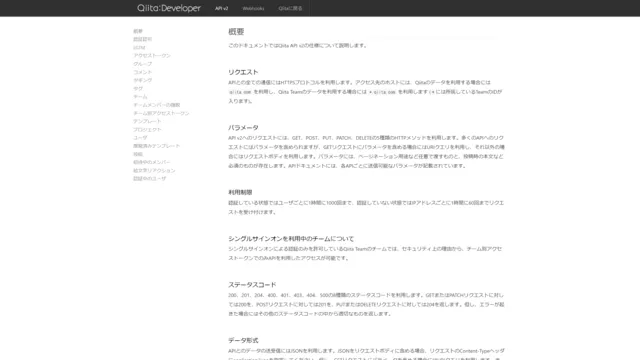 Qiita:Developer
API v2
Webhooks
Qiitaに戻る
概要
認証認可
SCIM
アクセストークン
グループ
コメント
タギング
タグ
チーム
チームメンバーの権限
チーム別アクセストークン
テンプレート
プロジェクト
ユーザ
展開済みテンプレート
投稿
招待中のメンバー
絵文字リアクション
認証中のユーザ
概要
このドキュメントではQiita API v2の仕様について説明します。
リクエスト
APIとの全ての通信にはHTTPSプロトコルを利用します。アクセス先のホストには、Qiitaのデータを利用する場合には
qiita.com を利用し、Qiita Teamのデータを利用する場合には *.qiita.com を利用します (* には所属しているTeamのIDが
入ります)。
パラメータ
API v2へのリクエストには、GET、POST、PUT、PATCH、DELETEの5種類のHTTPメソッドを利用します。多くのAPIへのリク
エストにはパラメータを含められますが、GETリクエストにパラメータを含める場合にはURIクエリを利用し、それ以外の場
合にはリクエストボディを利用します。パラメータには、ページネーション用途など任意で渡すものと、投稿時の本文など
必須のものが存在します。APIドキュメントには、各APIごとに送信可能なパラメータが記載されています。
利用制限
認証している状態ではユーザごとに1時間に1000回まで、認証していない状態ではIPアドレスごとに1時間に60回までリクエ
ストを受け付けます。
シングルサインオンを利用中のチームについて
シングルサインオンによる認証のみを許可しているQiita Teamのチームでは、セキュリティ上の理由から、チーム別アクセ
ストークンでのみAPIを利用したアクセスが可能です。
ステータスコード
200、201、204、400、401、403、404、500の8種類のステータスコードを利用します。GETまたはPATCHリクエストに対し
ては200を、POSTリクエストに対しては201を、PUTまたはDELETEリクエストに対しては204を返します。但し、エラーが起
きた場合にはその他のステータスコードの中から適切なものを返します。
データ形式
APIとのデータの送受信にはJSONを利用します。JSONをリクエストボディに含める場合、リクエストのContent-Typeヘッダ